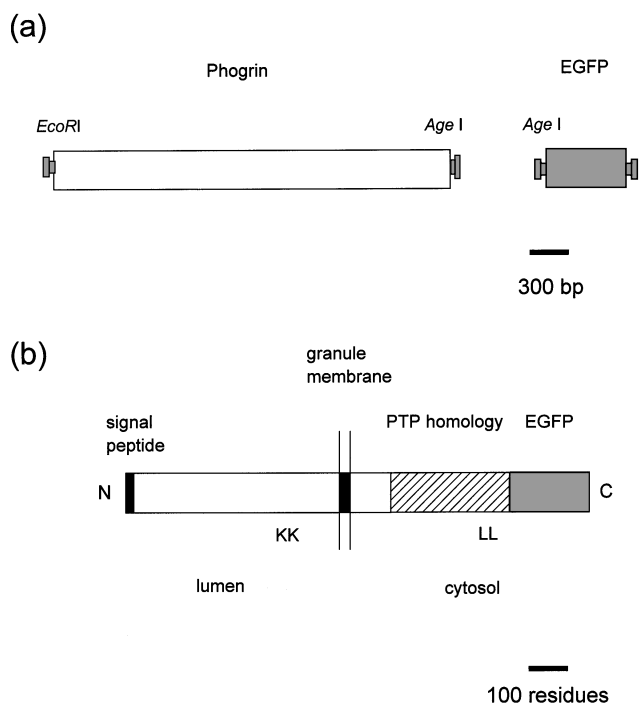 (a)
Phogrin
EGFP
EcoRI
Age I
Age I
300 bp
(b)
granule
membrane
signal
peptide
PTP homology
EGFP
N
C
KK
LL
lumen
cytosol
100 residues